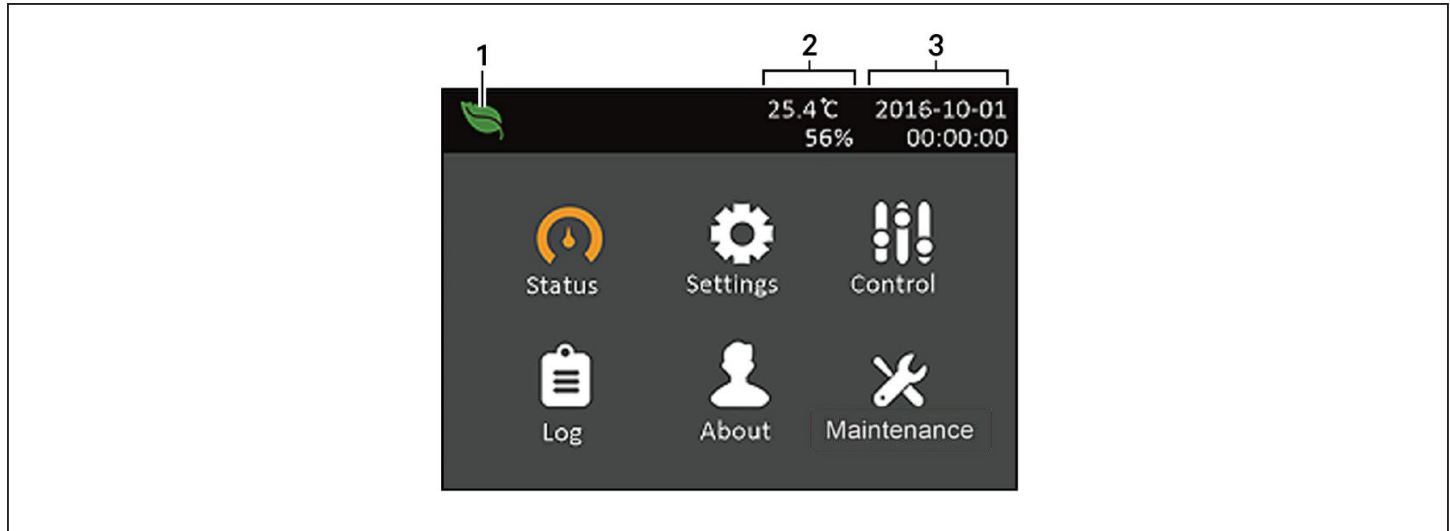 1 2 3
25.4℃ 2016-10-01
56% 00:00:00
Status Settings Control
Log About Maintenance